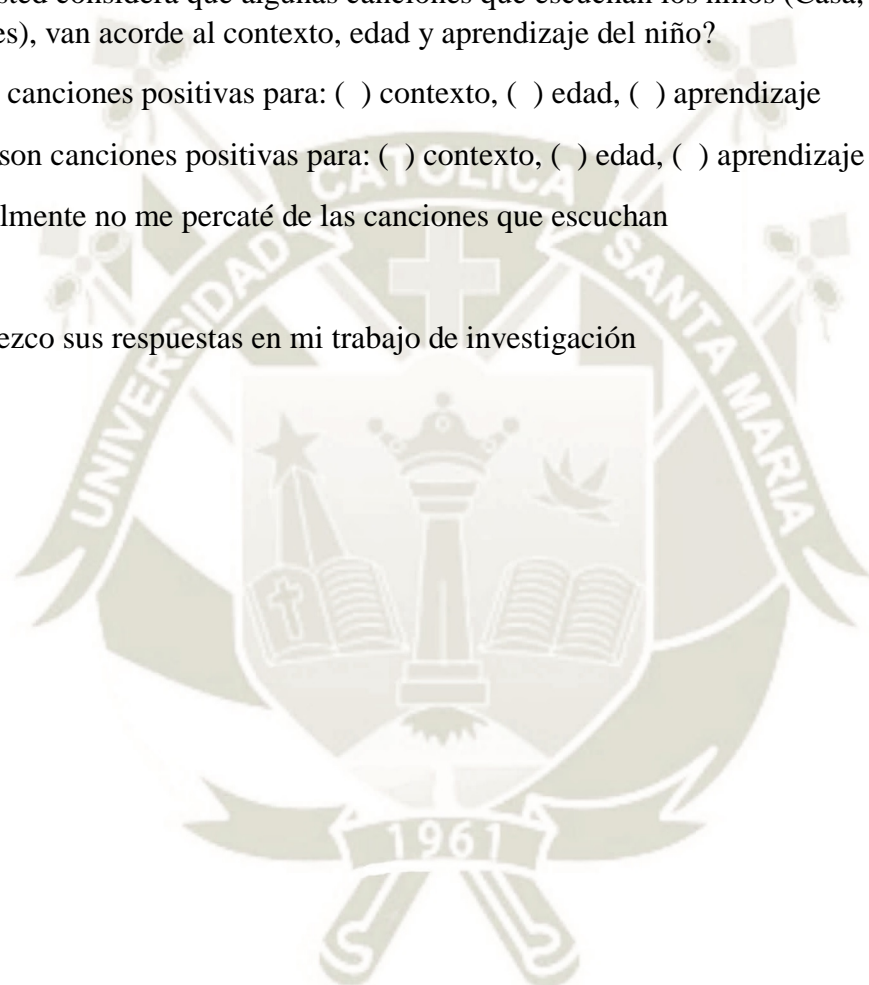 sted considera que algunas canciones que escuchan los niños (Casa,
es), van acorde al contexto, edad y aprendizaje del niño?
canciones positivas para: ( ) contexto, ( ) edad, ( ) aprendizaje
son canciones positivas para: ( ) contexto, ( ) edad, ( ) aprendizaje
lmente no me percaté de las canciones que escuchan
ezco sus respuestas en mi trabajo de investigación
UNIVERSIDAD CATOLICA SANTA MARIA
1961